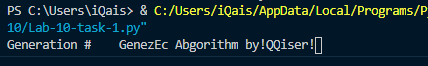 PS C:\Users\iQais> & C:/Users/iQais/AppData/Local/Programs/P
10/Lab-10-task-1.py"
Generation #    GenezEc Abgorithm by!QQiser!